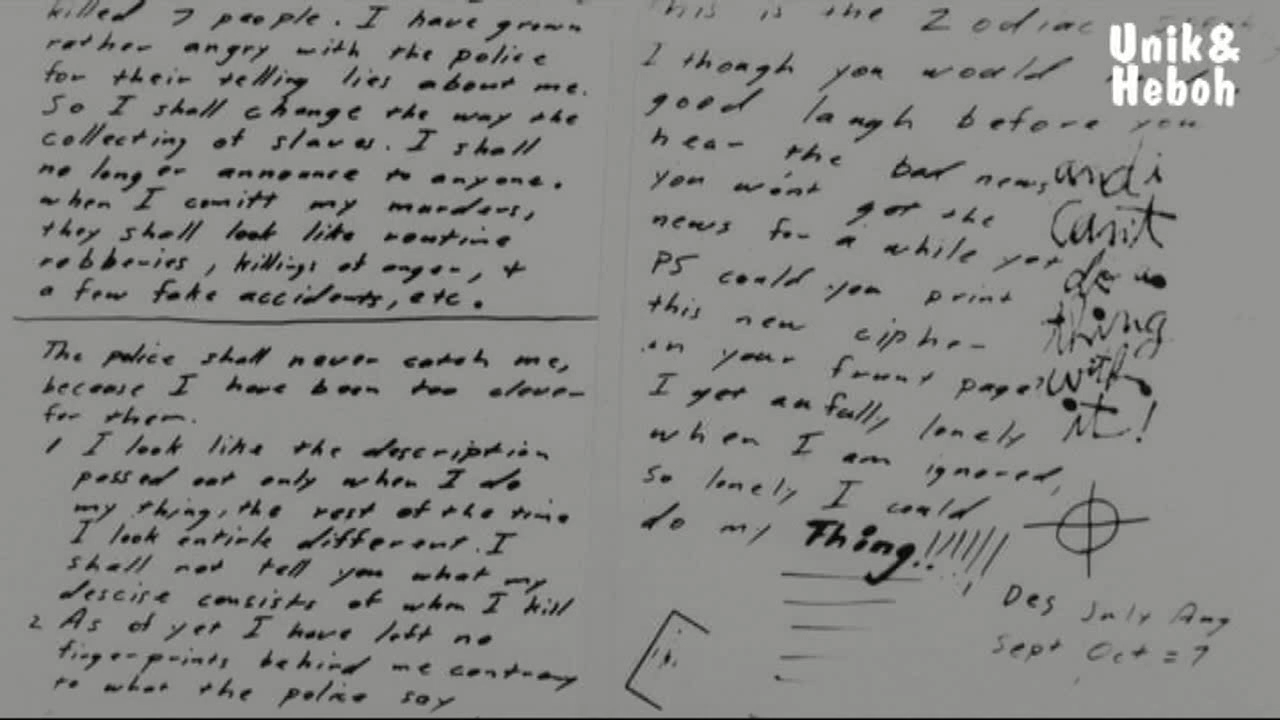 killed 7 people. I have grown
rather angry with the police
for their telling lies about me.
So I shall change the way the
collecting of slaves. I shall
no longer announce to anyone.
when I comitt my murders,
they shall look like routine
robberies, killings of anger, +
a few fake accidents, etc.
The police shall never catch me,
because I have been too clever
for them.
1 I look like the description
passed out only when I do
my thing, the rest of the time
I look entirle different. I
shall not tell you what my
descise consists of when I kill
2 As of yet I have left no
fingerprints behind me contrary
to what the police say
This is the Zodiac
I though you would
good laugh before you
hear the bad news
you won't get the
news for a while yet
PS could you print
this new cipher
on your frunt page?
I get aufully lonely
when I am ignored,
so lonely I could
do my Thing!!!!!!
and i
cant
do a
thing
with
it!
Des July Aug
Sept Oct = 7
Unik&
Heboh